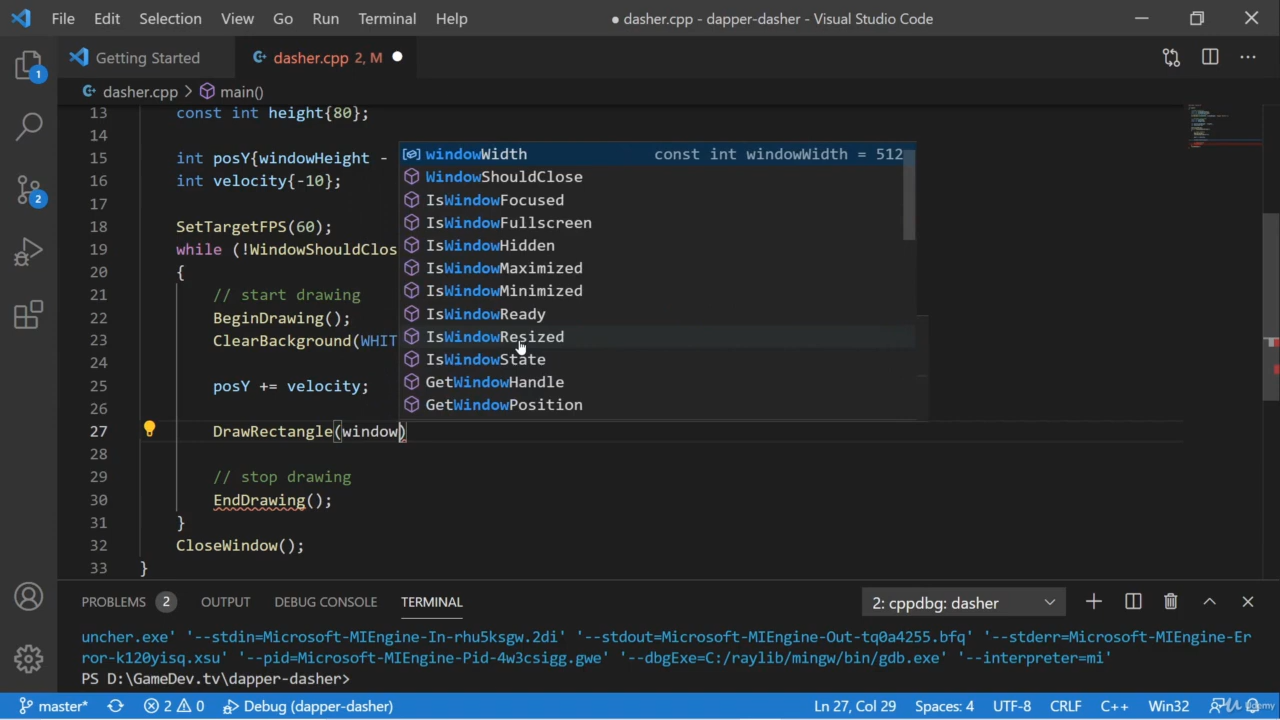 File Edit Selection View Go Run Terminal Help ● dasher.cpp - dapper-dasher - Visual Studio Code
Getting Started dasher.cpp 2, M
dasher.cpp > main()
13 const int height{80};
14
15 int posY{windowHeight -
16 int velocity{-10};
17
18 SetTargetFPS(60);
19 while (!WindowShouldClos
20 {
21 // start drawing
22 BeginDrawing();
23 ClearBackground(WHIT
24
25 posY += velocity;
26
27 DrawRectangle(window)
28
29 // stop drawing
30 EndDrawing();
31 }
32 CloseWindow();
33 }
windowWidth const int windowWidth = 512
WindowShouldClose
IsWindowFocused
IsWindowFullscreen
IsWindowHidden
IsWindowMaximized
IsWindowMinimized
IsWindowReady
IsWindowResized
IsWindowState
GetWindowHandle
GetWindowPosition
1
2
PROBLEMS 2 OUTPUT DEBUG CONSOLE TERMINAL 2: cppdbg: dasher
uncher.exe' '--stdin=Microsoft-MIEngine-In-rhu5ksgw.2di' '--stdout=Microsoft-MIEngine-Out-tq0a4255.bfq' '--stderr=Microsoft-MIEngine-Er
ror-k120yisq.xsu' '--pid=Microsoft-MIEngine-Pid-4w3csigg.gwe' '--dbgExe=C:/raylib/mingw/bin/gdb.exe' '--interpreter=mi'
PS D:\GameDev.tv\dapper-dasher>
master* 2 0 Debug (dapper-dasher) Ln 27, Col 29 Spaces: 4 UTF-8 CRLF C++ Win32 Udemy